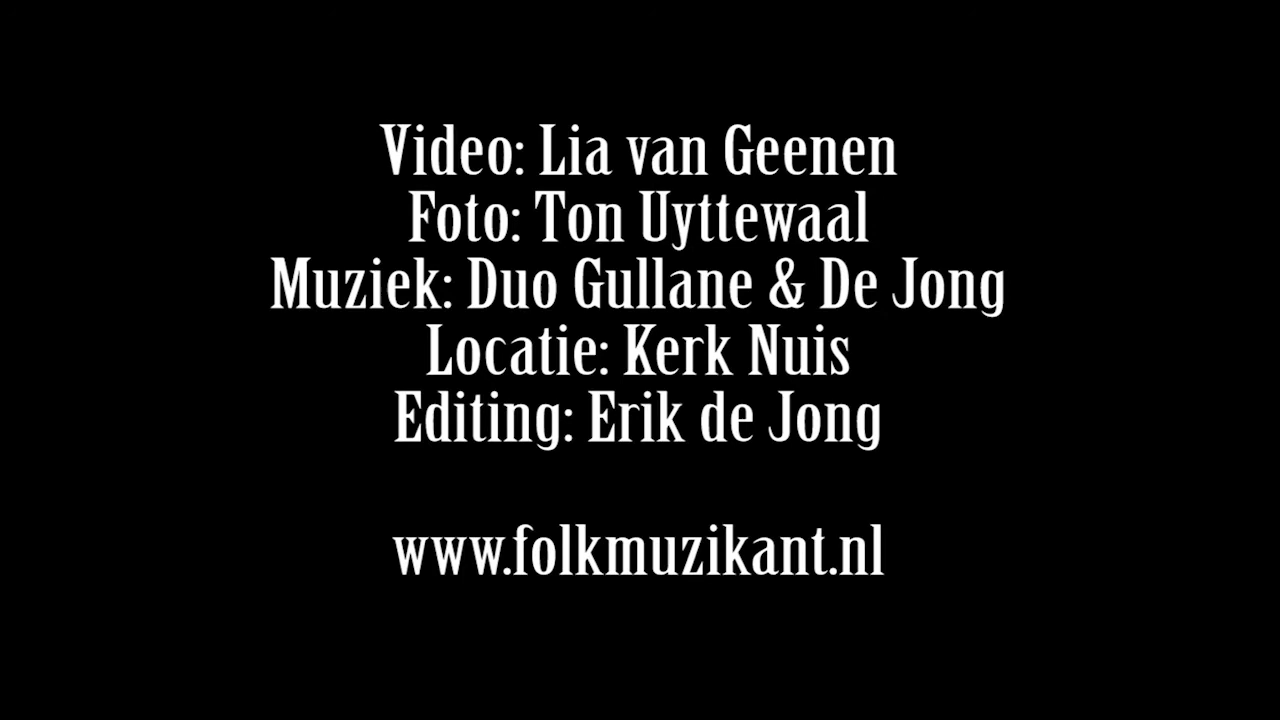 Video: Lia van Geenen
Foto: Ton Uyttewaal
Muziek: Duo Gullane & De Jong
Locatie: Kerk Nuis
Editing: Erik de Jong
www.folkmuzikant.nl